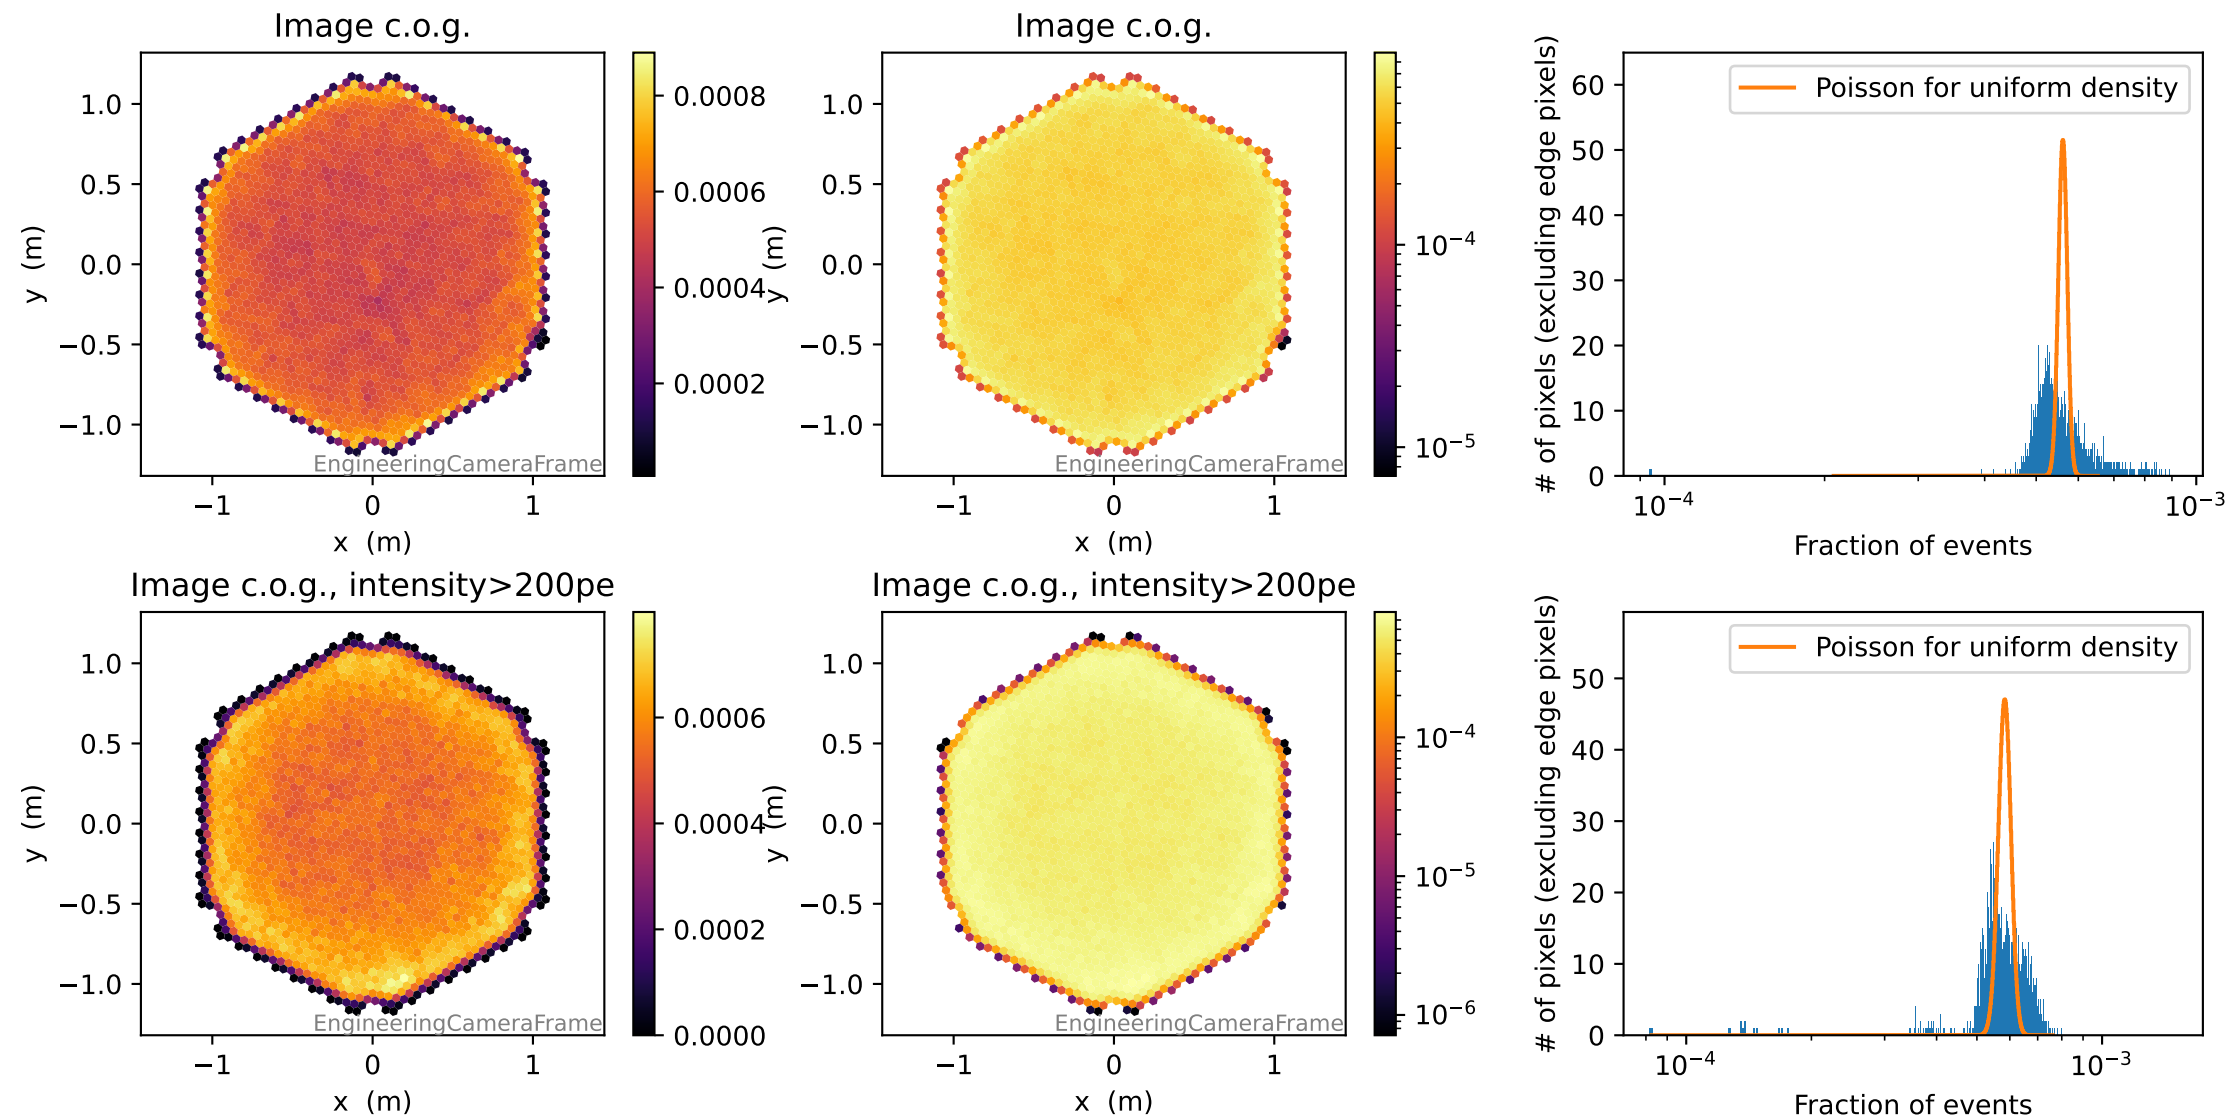 Image c.o.g.
y (m)
1.0
0.5
0.0
−0.5
−1.0
−1
0
1
x (m)
EngineeringCameraFrame
0.0008
0.0006
0.0004
0.0002
Image c.o.g.
y (m)
1.0
0.5
0.0
−0.5
−1.0
−1
0
1
x (m)
EngineeringCameraFrame
10⁻⁴
10⁻⁵
# of pixels (excluding edge pixels)
60
50
40
30
20
10
0
Poisson for uniform density
10⁻⁴
10⁻³
Fraction of events
Image c.o.g., intensity>200pe
y (m)
1.0
0.5
0.0
−0.5
−1.0
−1
0
1
x (m)
EngineeringCameraFrame
0.0006
0.0004
0.0002
0.0000
Image c.o.g., intensity>200pe
y (m)
1.0
0.5
0.0
−0.5
−1.0
−1
0
1
x (m)
EngineeringCameraFrame
10⁻⁴
10⁻⁵
10⁻⁶
# of pixels (excluding edge pixels)
50
40
30
20
10
0
Poisson for uniform density
10⁻⁴
10⁻³
Fraction of events